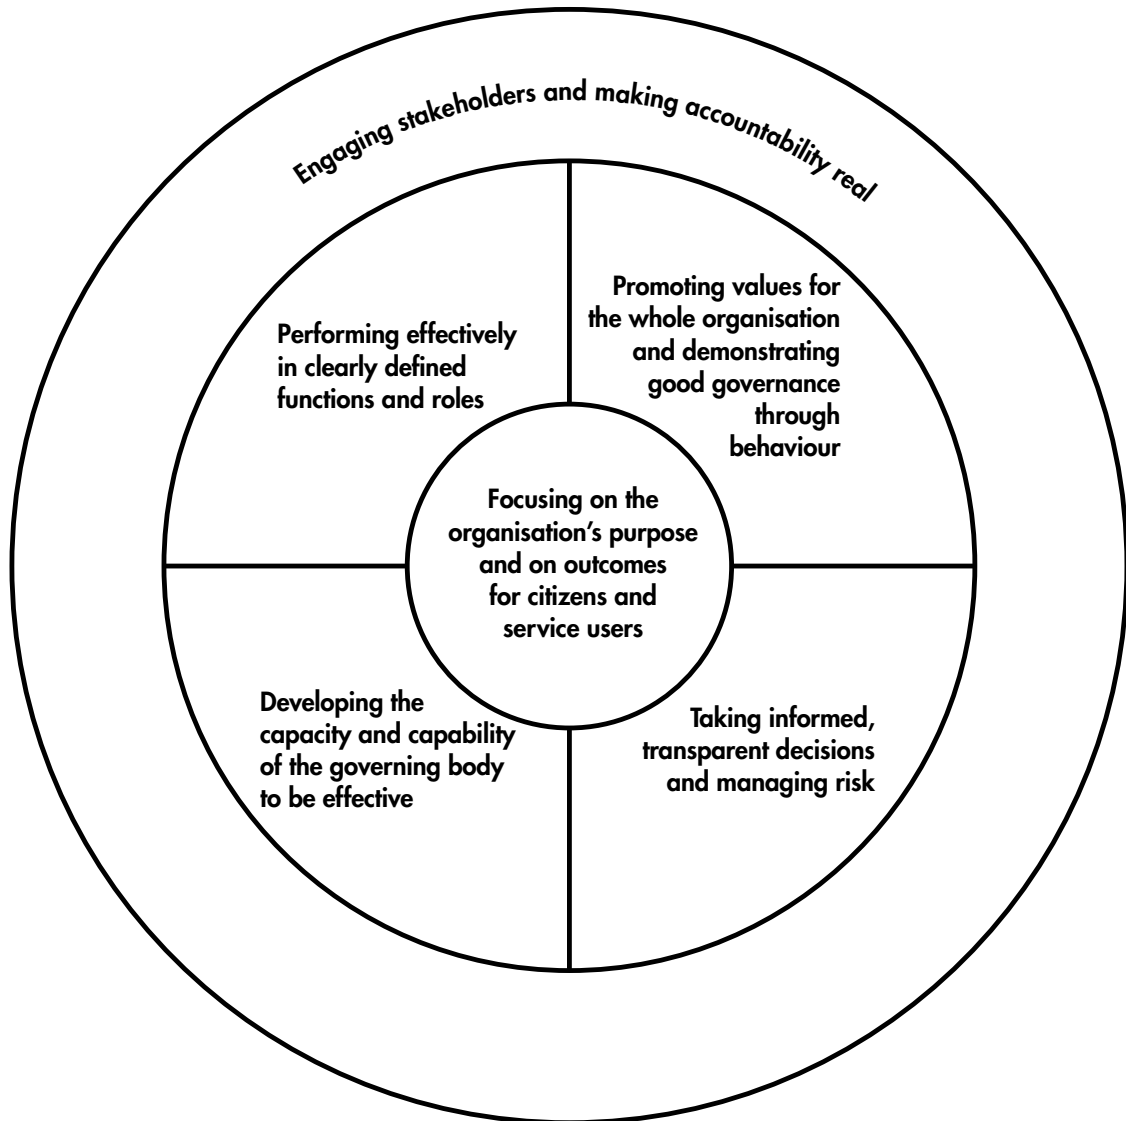 Engaging stakeholders and making accountability real
Performing effectively
in clearly defined
functions and roles
Promoting values for
the whole organisation
and demonstrating
good governance
through
behaviour
Focusing on the
organisation’s purpose
and on outcomes
for citizens and
service users
Developing the
capacity and capability
of the governing body
to be effective
Taking informed,
transparent decisions
and managing risk